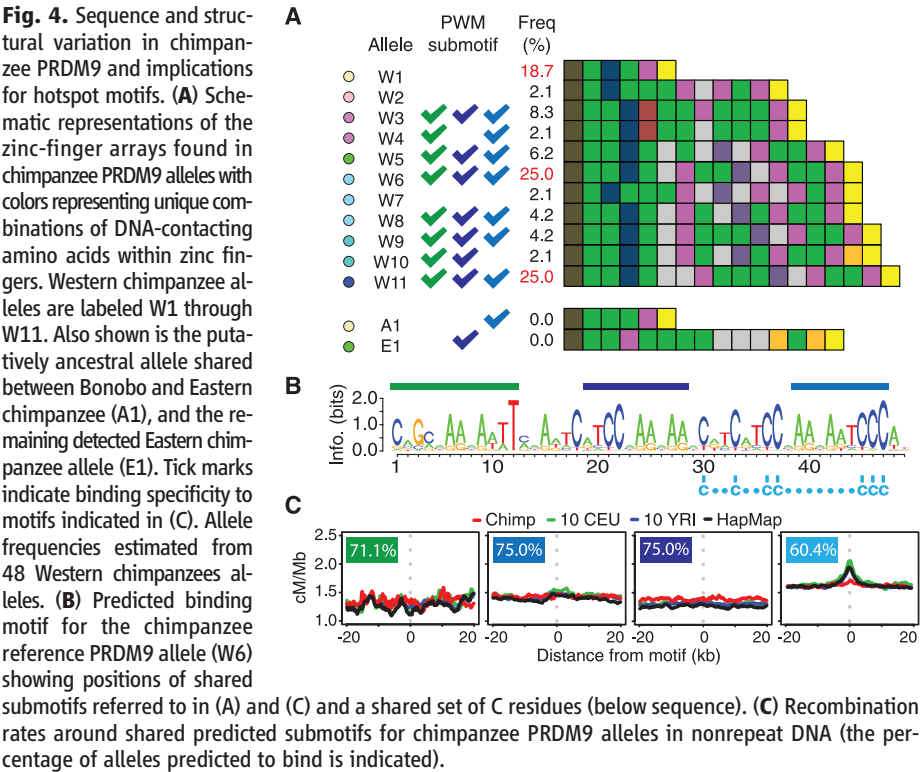 Fig. 4. Sequence and struc-
tural variation in chimpan-
zee PRDM9 and implications
for hotspot motifs. (A) Sche-
matic representations of the
zinc-finger arrays found in
chimpanzee PRDM9 alleles with
colors representing unique com-
binations of DNA-contacting
amino acids within zinc fin-
gers. Western chimpanzee al-
leles are labeled W1 through
W11. Also shown is the puta-
tively ancestral allele shared
between Bonobo and Eastern
chimpanzee (A1), and the re-
maining detected Eastern chim-
panzee allele (E1). Tick marks
indicate binding specificity to
motifs indicated in (C). Allele
frequencies estimated from
48 Western chimpanzees al-
leles. (B) Predicted binding
motif for the chimpanzee
reference PRDM9 allele (W6)
showing positions of shared
submotifs referred to in (A) and (C) and a shared set of C residues (below sequence). (C) Recombination
rates around shared predicted submotifs for chimpanzee PRDM9 alleles in nonrepeat DNA (the per-
centage of alleles predicted to bind is indicated).
A
PWM Freq
Allele submotif (%)
W1 18.7
W2 2.1
W3 8.3
W4 2.1
W5 6.2
W6 25.0
W7 2.1
W8 4.2
W9 4.2
W10 2.1
W11 25.0
A1 0.0
E1 0.0
B
Info. (bits)
2.0
1.0
0.0
1 10 20 30 40
C C CC CCC
C
Chimp 10 CEU 10 YRI HapMap
cM/Mb
2.5
2.0
1.5
1.0
71.1% 75.0% 75.0% 60.4%
-20 0 20 -20 0 20 -20 0 20 -20 0 20
Distance from motif (kb)